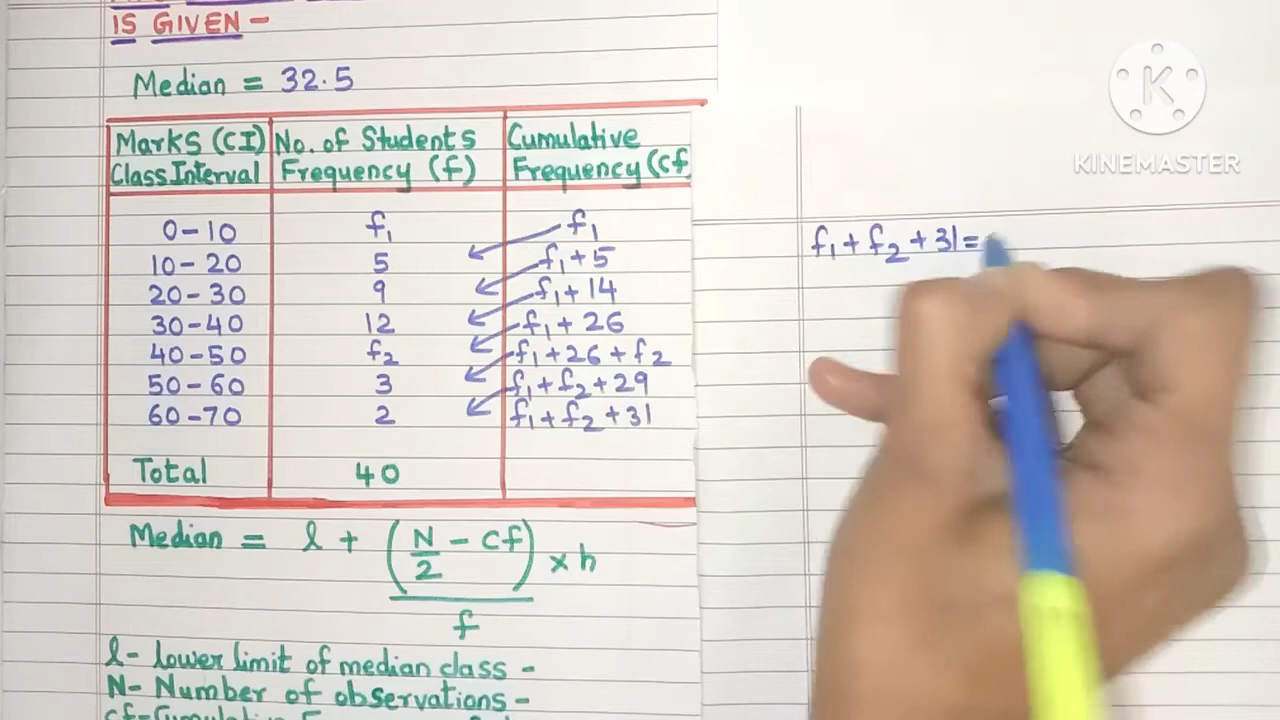 IS GIVEN -
Median = 32.5
Marks (CI) Class Interval | No. of Students Frequency (f) | Cumulative Frequency (cf
0-10 | f₁ | f₁
10-20 | 5 | f₁+5
20-30 | 9 | f₁+14
30-40 | 12 | f₁+26
40-50 | f₂ | f₁+26+f₂
50-60 | 3 | f₁+f₂+29
60-70 | 2 | f₁+f₂+31
Total | 40
Median = l + (N/2 - cf)/f × h
l- lower limit of median class -
N- Number of observations -
f₁+f₂+31=
K
KINEMASTER